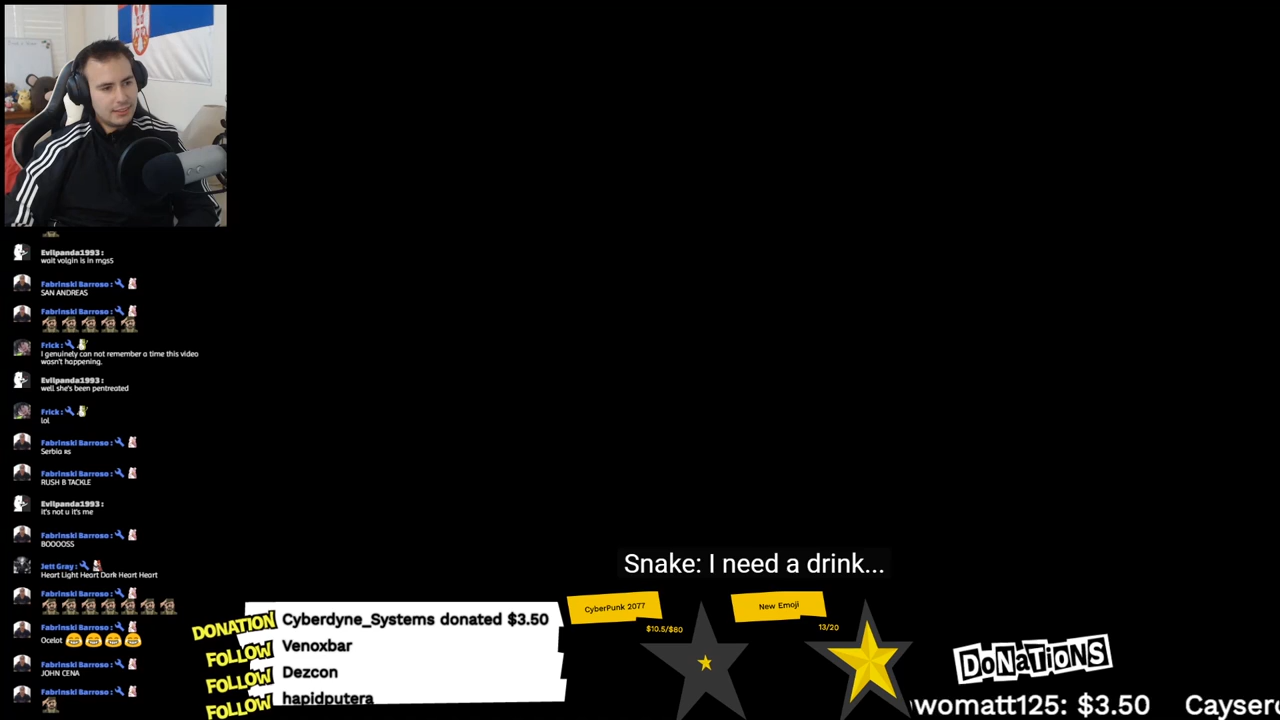 Evilpanda1993 :
wait volgin is in mgs5
Fabrinski Barroso :
SAN ANDREAS
Fabrinski Barroso :
Frick :
I genuinely can not remember a time this video
wasn't happening.
Evilpanda1993 :
well she's been pentreated
Frick :
lol
Fabrinski Barroso :
Serbia RS
Fabrinski Barroso :
RUSH B TACKLE
Evilpanda1993 :
it's not u it's me
Fabrinski Barroso :
BOOOOSS
Jett Gray :
Heart Light Heart Dark Heart Heart
Fabrinski Barroso :
Fabrinski Barroso :
Ocelot
Fabrinski Barroso :
JOHN CENA
Fabrinski Barroso :
Snake: I need a drink...
DONATION Cyberdyne_Systems donated $3.50
FOLLOW Venoxbar
FOLLOW Dezcon
FOLLOW hapidputera
CyberPunk 2077
$10.5/$80
New Emoji
13/20
DoNaTioNS
womatt125: $3.50 Cayser